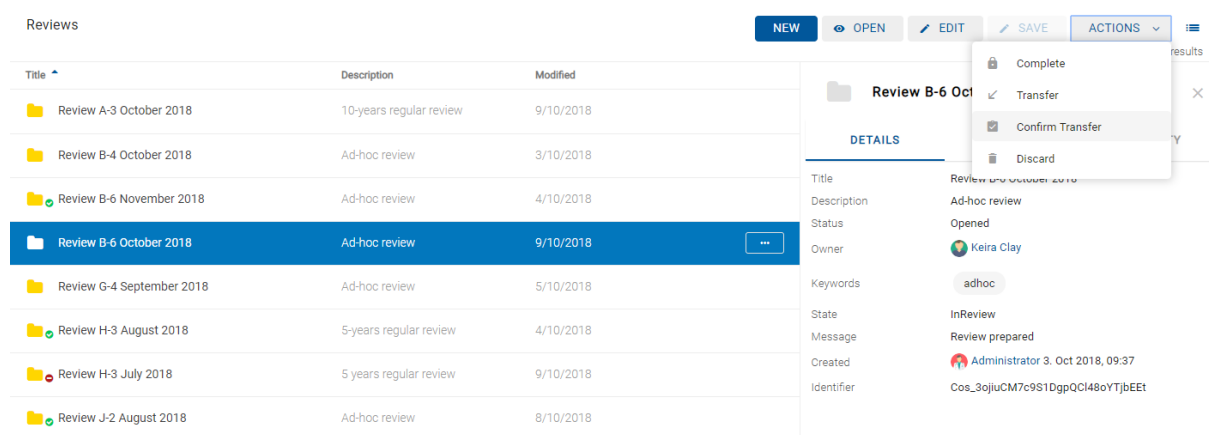 Reviews
NEW OPEN EDIT SAVE ACTIONS
results
Title Description Modified
Review A-3 October 2018 10-years regular review 9/10/2018
Review B-4 October 2018 Ad-hoc review 3/10/2018
Review B-6 November 2018 Ad-hoc review 4/10/2018
Review B-6 October 2018 Ad-hoc review 9/10/2018 ...
Review G-4 September 2018 Ad-hoc review 5/10/2018
Review H-3 August 2018 5-years regular review 4/10/2018
Review H-3 July 2018 5 years regular review 9/10/2018
Review J-2 August 2018 Ad-hoc review 8/10/2018
Complete
Transfer
Confirm Transfer
Discard
Review B-6 Oct
DETAILS Y
Title Review B-6 October 2018
Description Ad-hoc review
Status Opened
Owner Keira Clay
Keywords adhoc
State InReview
Message Review prepared
Created Administrator 3. Oct 2018, 09:37
Identifier Cos_3ojiuCM7c9S1DgpQCl48oYTjbEEt